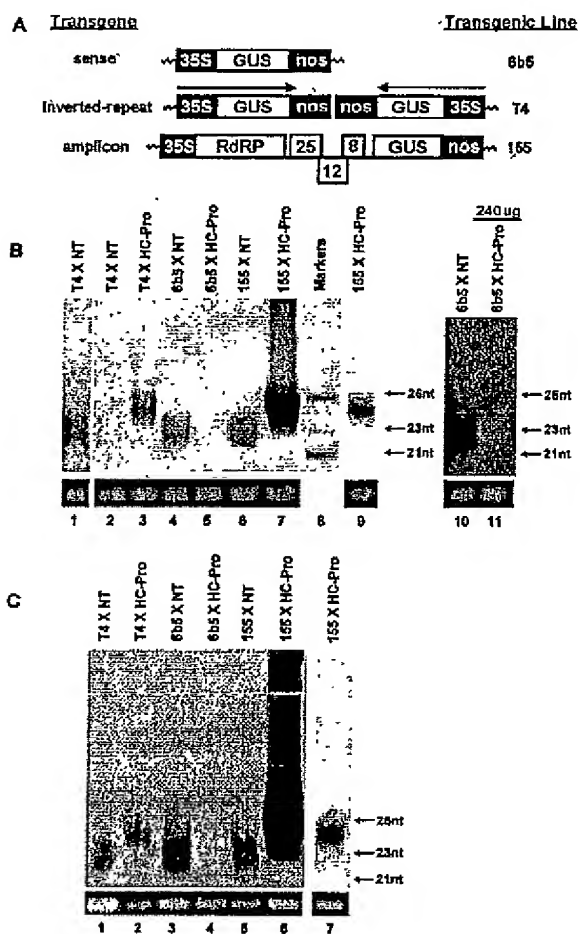 A Transgene Transgenic Line
sense 35S GUS nos 6b5
Inverted-repeat 35S GUS nos nos GUS 35S T4
amplicon 35S RdRP 25 12 8 GUS nos 155
B
T4 X NT
T4 X NT
T4 X HC-Pro
6b5 X NT
6b5 X HC-Pro
155 X NT
155 X HC-Pro
Markers
155 X HC-Pro
240 ug
6b5 X NT
6b5 X HC-Pro
25nt
23nt
21nt
25nt
23nt
21nt
1 2 3 4 5 6 7 8 9 10 11
C
T4 X NT
T4 X HC-Pro
6b5 X NT
6b5 X HC-Pro
155 X NT
155 X HC-Pro
155 X HC-Pro
25nt
23nt
21nt
1 2 3 4 5 6 7